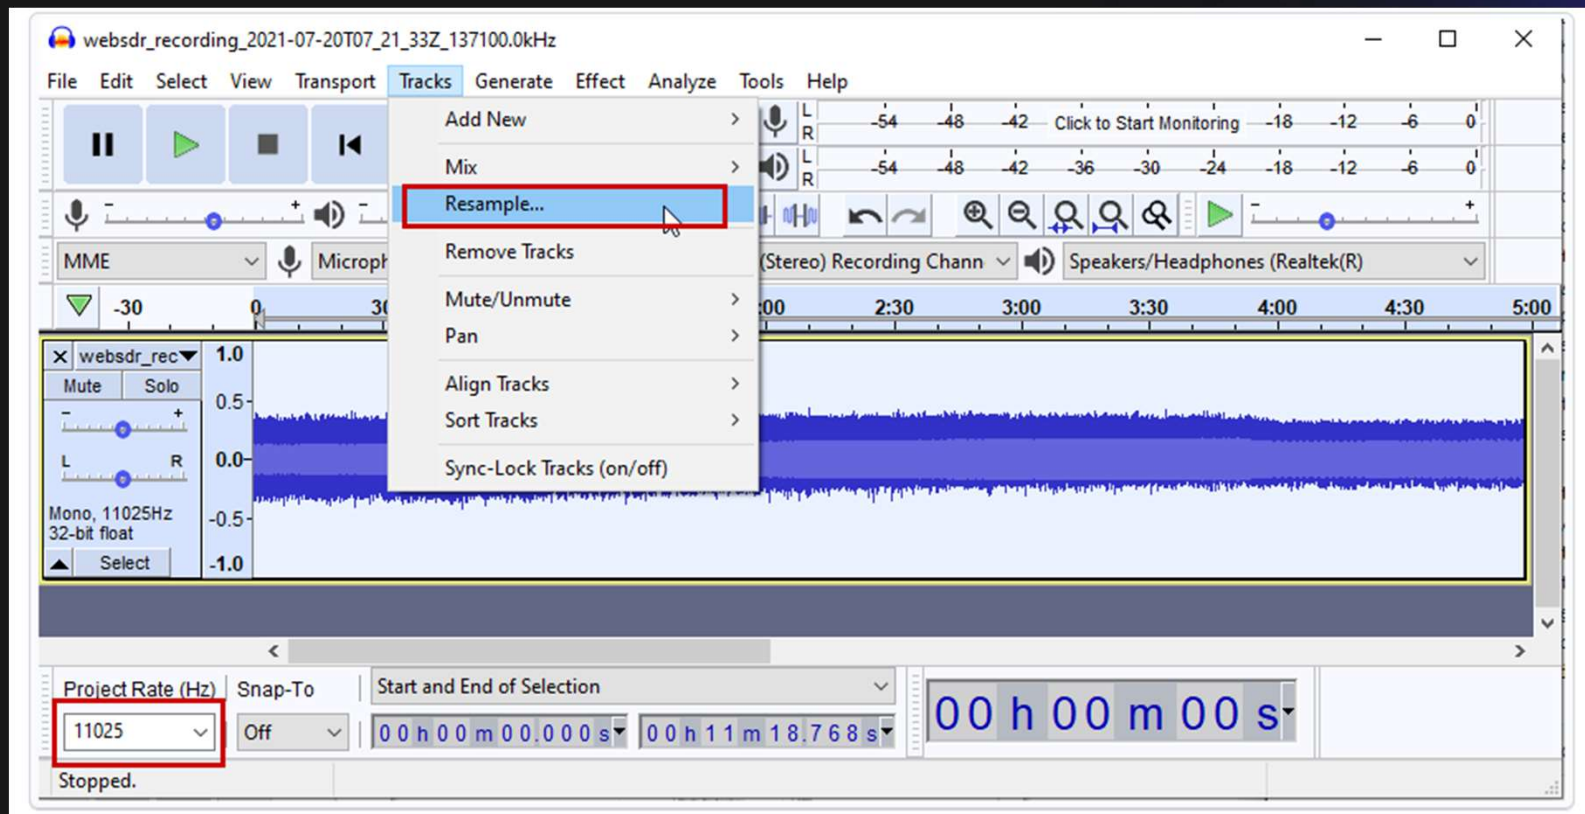 websdr_recording_2021-07-20T07_21_33Z_137100.0kHz
File Edit Select View Transport Tracks Generate Effect Analyze Tools Help
Add New
L
R
-54 -48 -42 Click to Start Monitoring -18 -12 -6 0
Mix
L
R
-54 -48 -42 -36 -30 -24 -18 -12 -6 0
Resample...
- +
-
- +
Remove Tracks
MME
Microph
(Stereo) Recording Chann
Speakers/Headphones (Realtek(R)
Mute/Unmute
-30 0 30 :00 2:30 3:00 3:30 4:00 4:30 5:00
Pan
websdr_rec 1.0
Mute Solo
Align Tracks
0.5
- +
Sort Tracks
L R
0.0
Sync-Lock Tracks (on/off)
Mono, 11025Hz
-0.5
32-bit float
Select
-1.0
Project Rate (Hz) Snap-To Start and End of Selection
11025 Off 00h00m00.000s 00h11m18.768s 00h00m00s
Stopped.